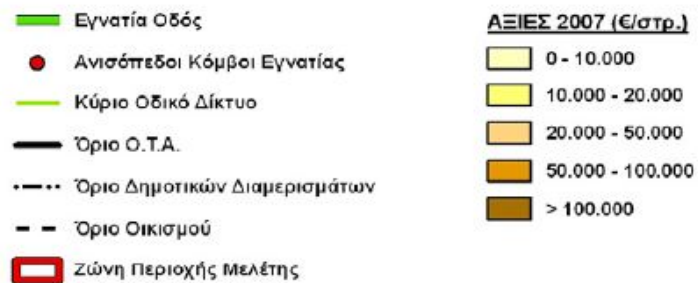 Εγνατία Οδός
Ανισόπεδοι Κόμβοι Εγνατίας
Κύριο Οδικό Δίκτυο
Όριο Ο.Τ.Α.
Όριο Δημοτικών Διαμερισμάτων
Όριο Οικισμού
Ζώνη Περιοχής Μελέτης
ΑΞΙΕΣ 2007 (€/στρ.)
0 - 10.000
10.000 - 20.000
20.000 - 50.000
50.000 - 100.000
> 100.000